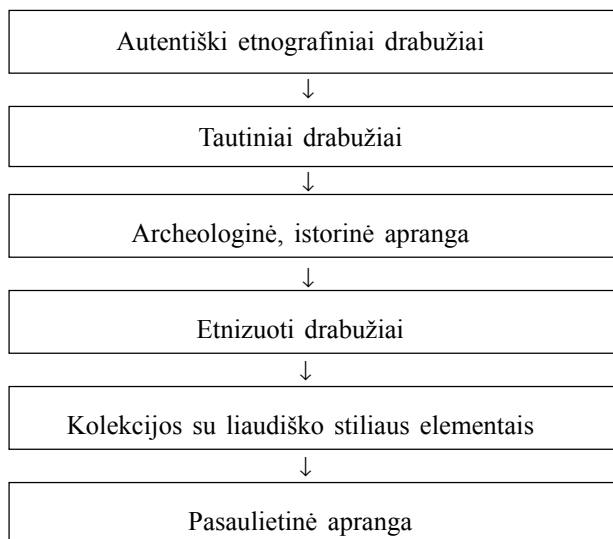 Autentiški etnografiniai drabužiai
↓
Tautiniai drabužiai
↓
Archeologinė, istorinė apranga
↓
Etnizuoti drabužiai
↓
Kolekcijos su liaudiško stiliaus elementais
↓
Pasaulietinė apranga